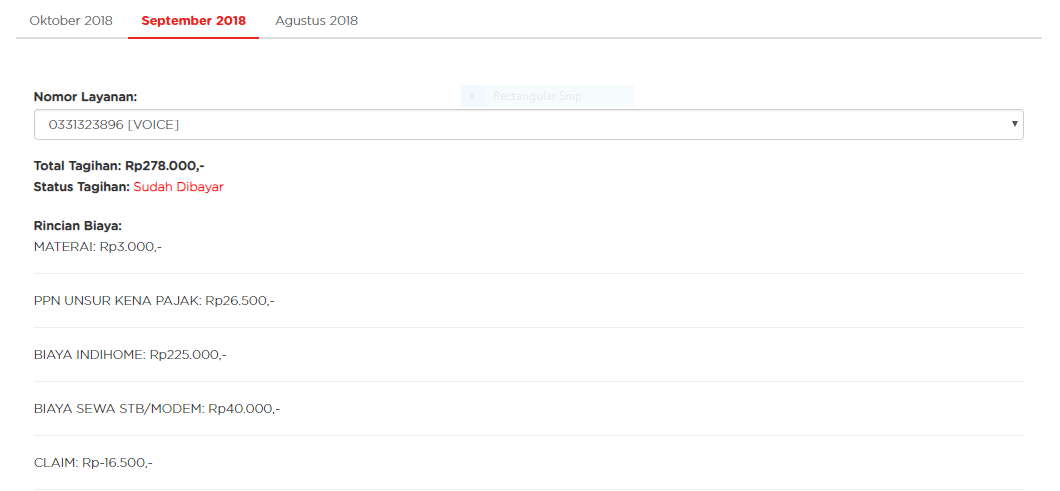 Oktober 2018 September 2018 Agustus 2018
Rectangular Snip
Nomor Layanan:
0331323896 [VOICE]
Total Tagihan: Rp278.000,-
Status Tagihan: Sudah Dibayar
Rincian Biaya:
MATERAI: Rp3.000,-
PPN UNSUR KENA PAJAK: Rp26.500,-
BIAYA INDIHOME: Rp225.000,-
BIAYA SEWA STB/MODEM: Rp40.000,-
CLAIM: Rp-16.500,-